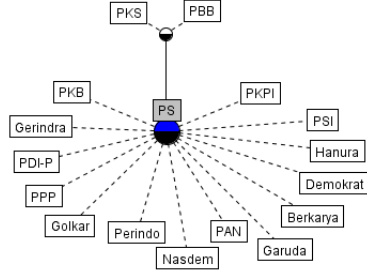 PKS
PBB
PKB
PS
PKPI
Gerindra
PSI
PDI-P
Hanura
PPP
Demokrat
Golkar
Berkarya
Perindo
PAN
Garuda
Nasdem